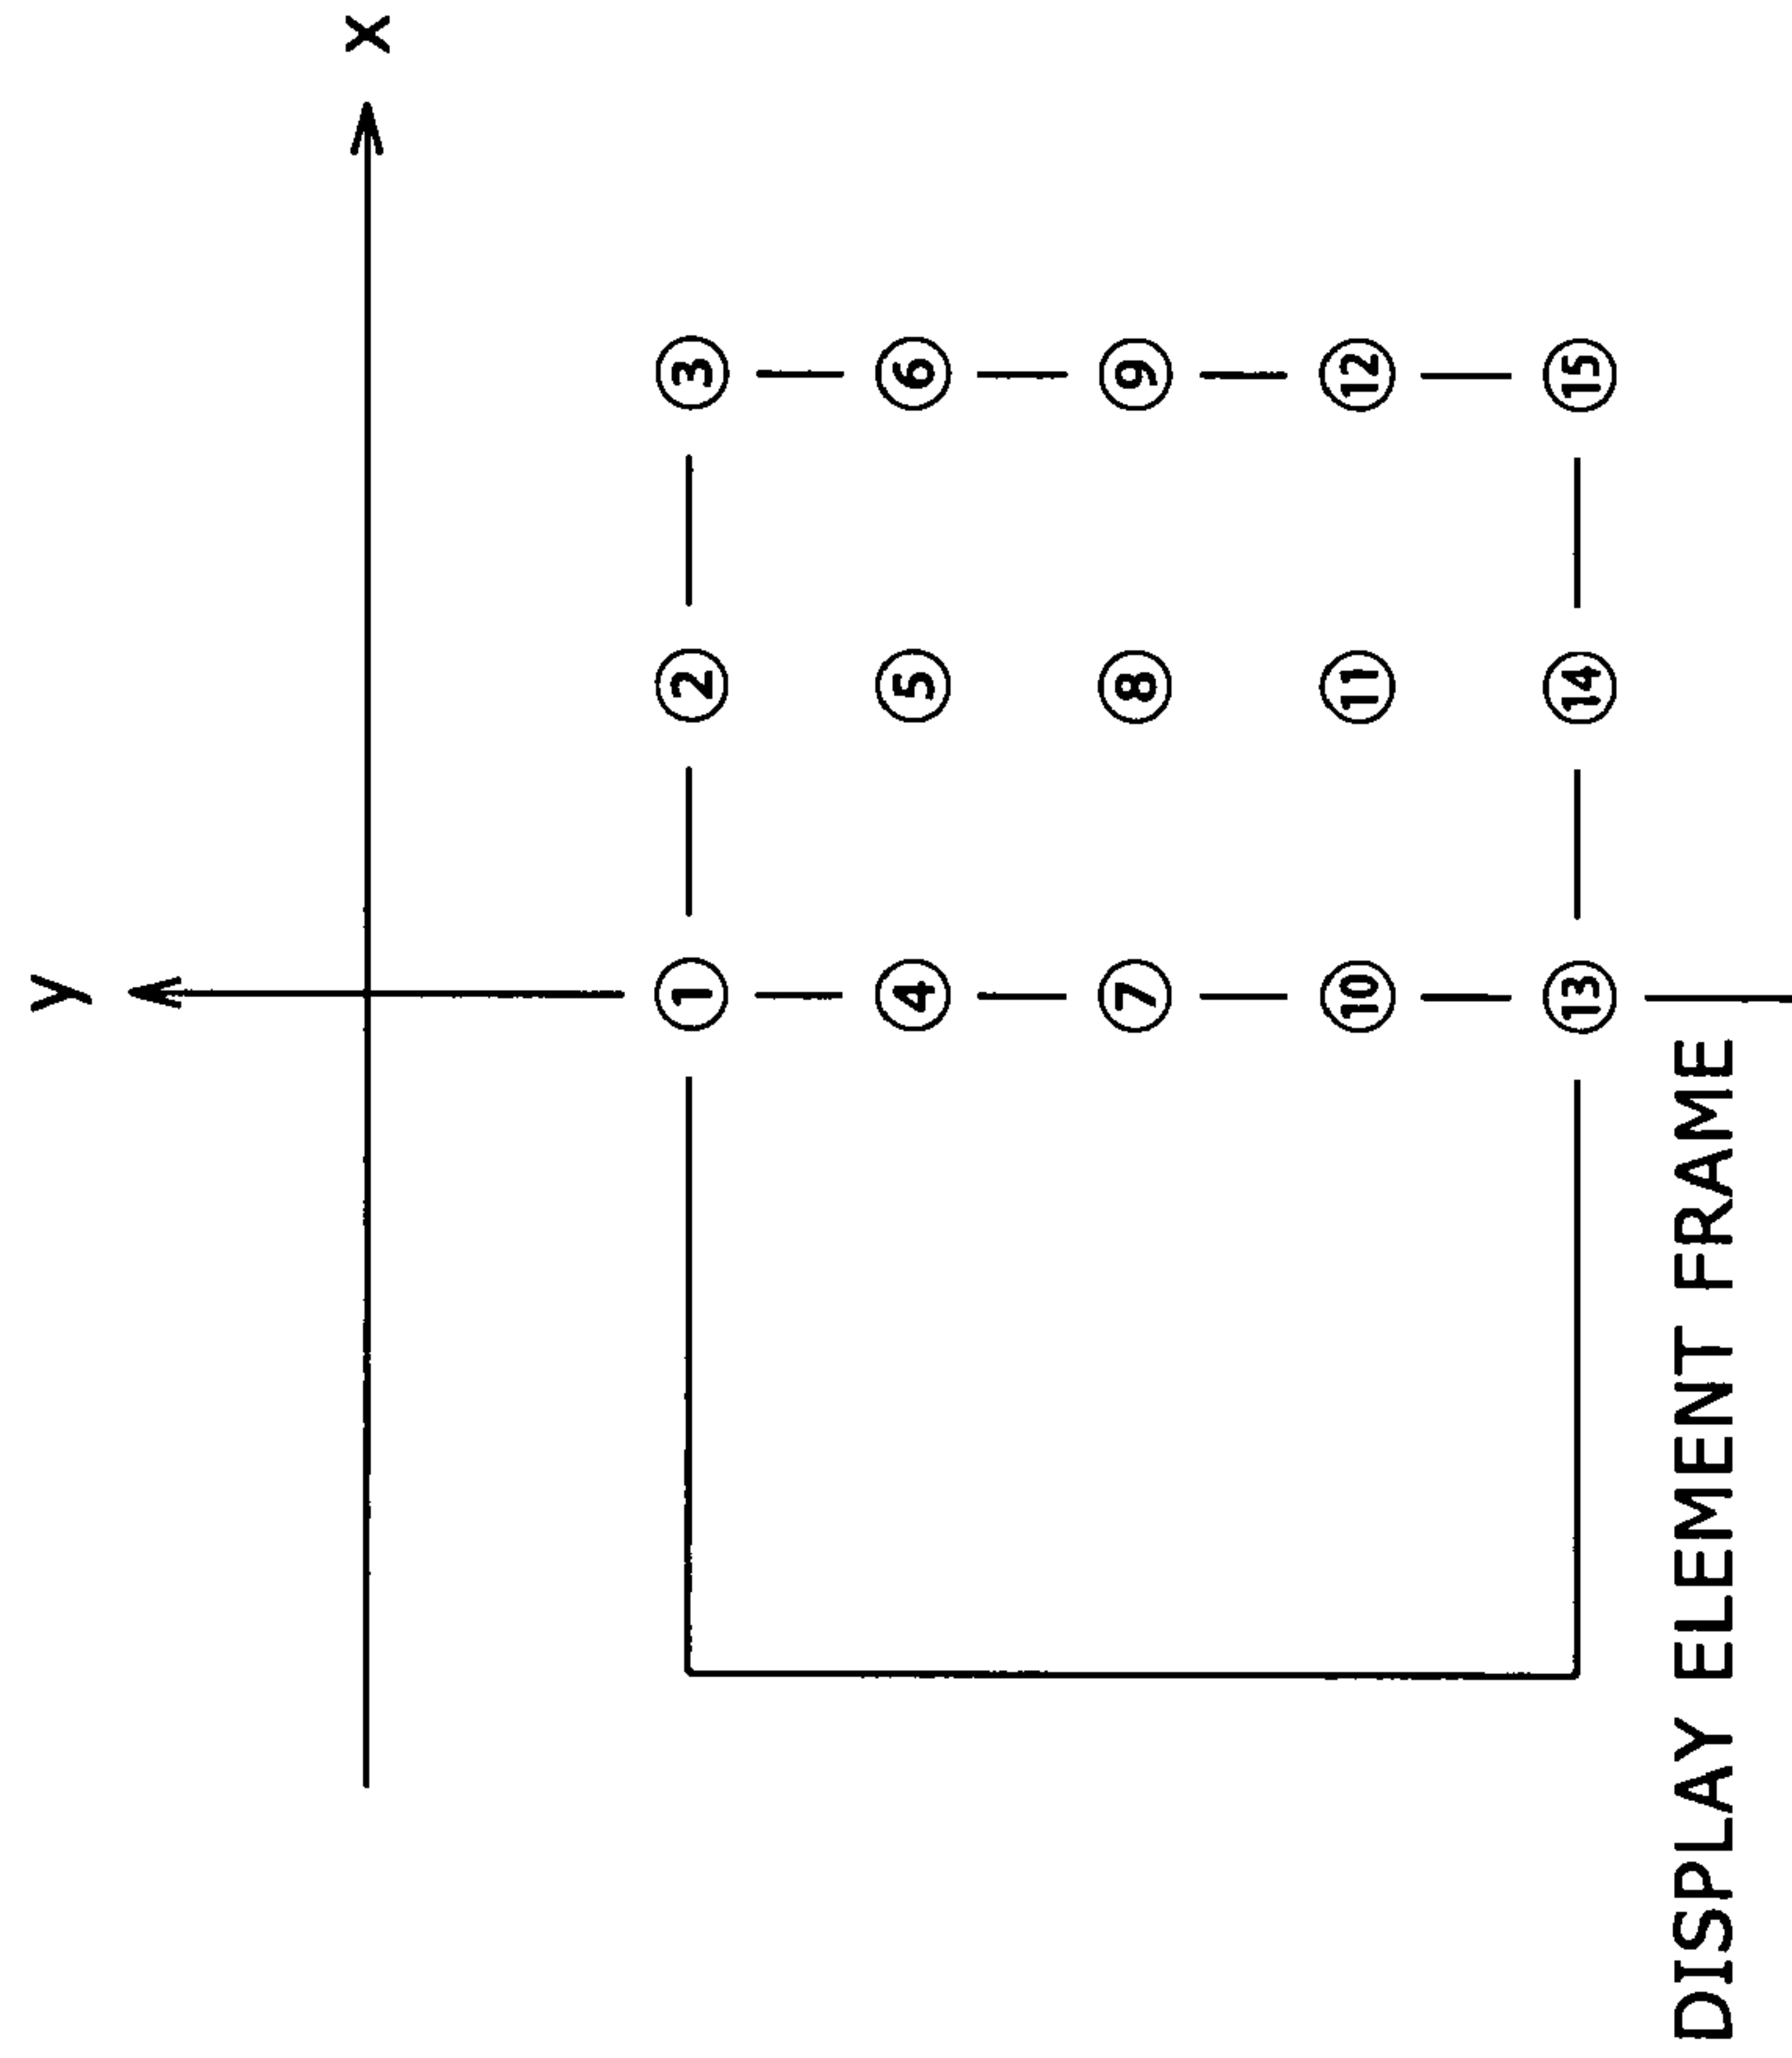 y
x
① ② ③
④ ⑤ ⑥
⑦ ⑧ ⑨
⑩ ⑪ ⑫
⑬ ⑭ ⑮
DISPLAY ELEMENT FRAME